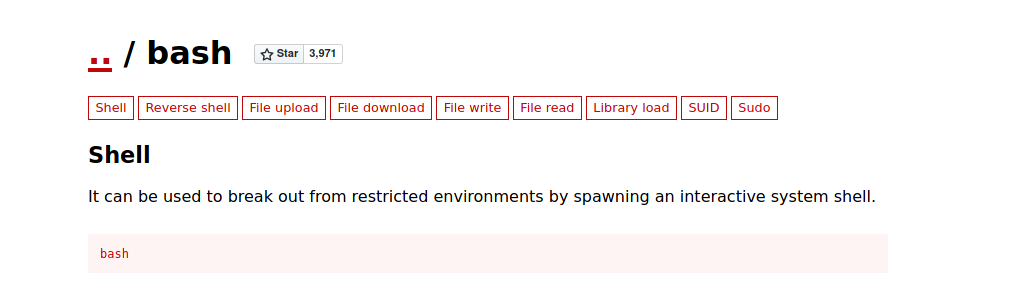 .. / bash Star 3,971
Shell Reverse shell File upload File download File write File read Library load SUID Sudo
Shell
It can be used to break out from restricted environments by spawning an interactive system shell.
bash